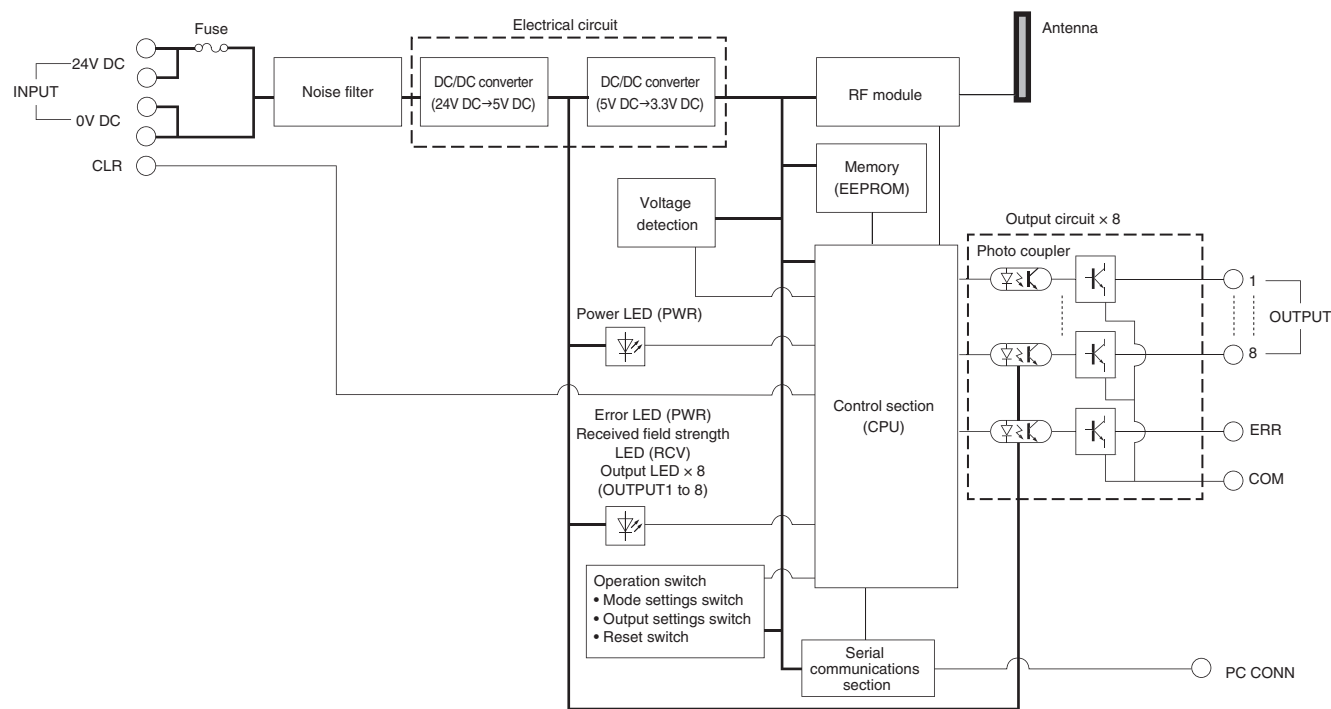 Fuse
Electrical circuit
Antenna
24V DC
INPUT
0V DC
CLR
Noise filter
DC/DC converter
(24V DC→5V DC)
DC/DC converter
(5V DC→3.3V DC)
RF module
Memory
(EEPROM)
Voltage
detection
Output circuit × 8
Photo coupler
1
OUTPUT
8
Power LED (PWR)
Control section
(CPU)
Error LED (PWR)
Received field strength
LED (RCV)
Output LED × 8
(OUTPUT1 to 8)
ERR
COM
Operation switch
• Mode settings switch
• Output settings switch
• Reset switch
Serial
communications
section
PC CONN